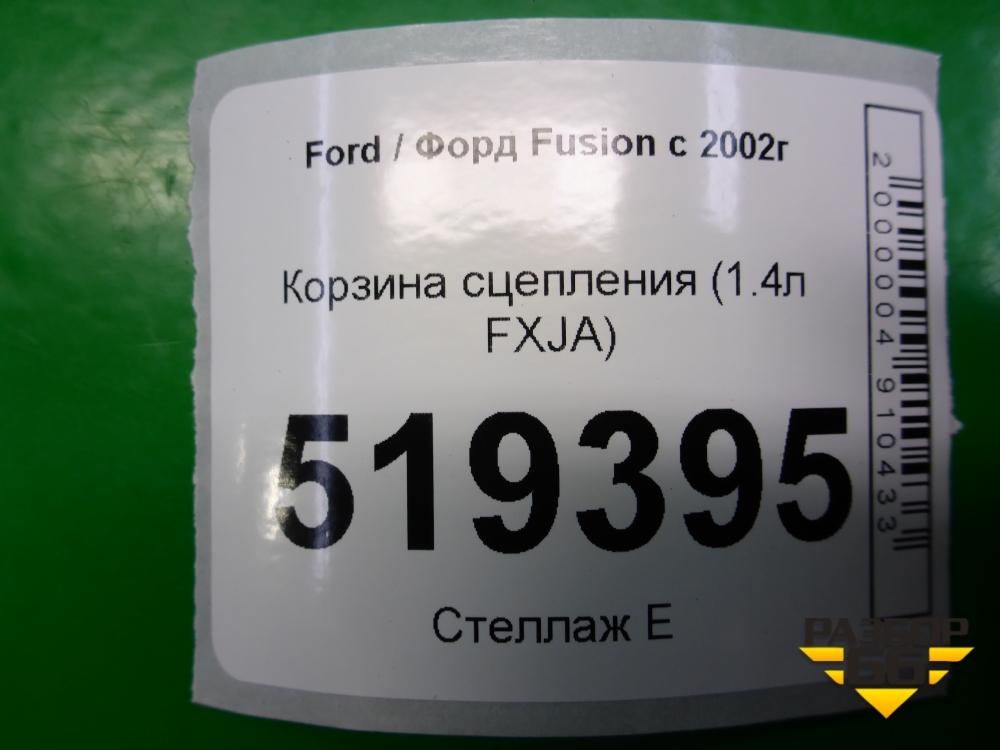 Ford / Форд Fusion с 2002г
Корзина сцепления (1.4л
FXJA)
519395
Стеллаж Е
2000004910433
РАЗБОР
66